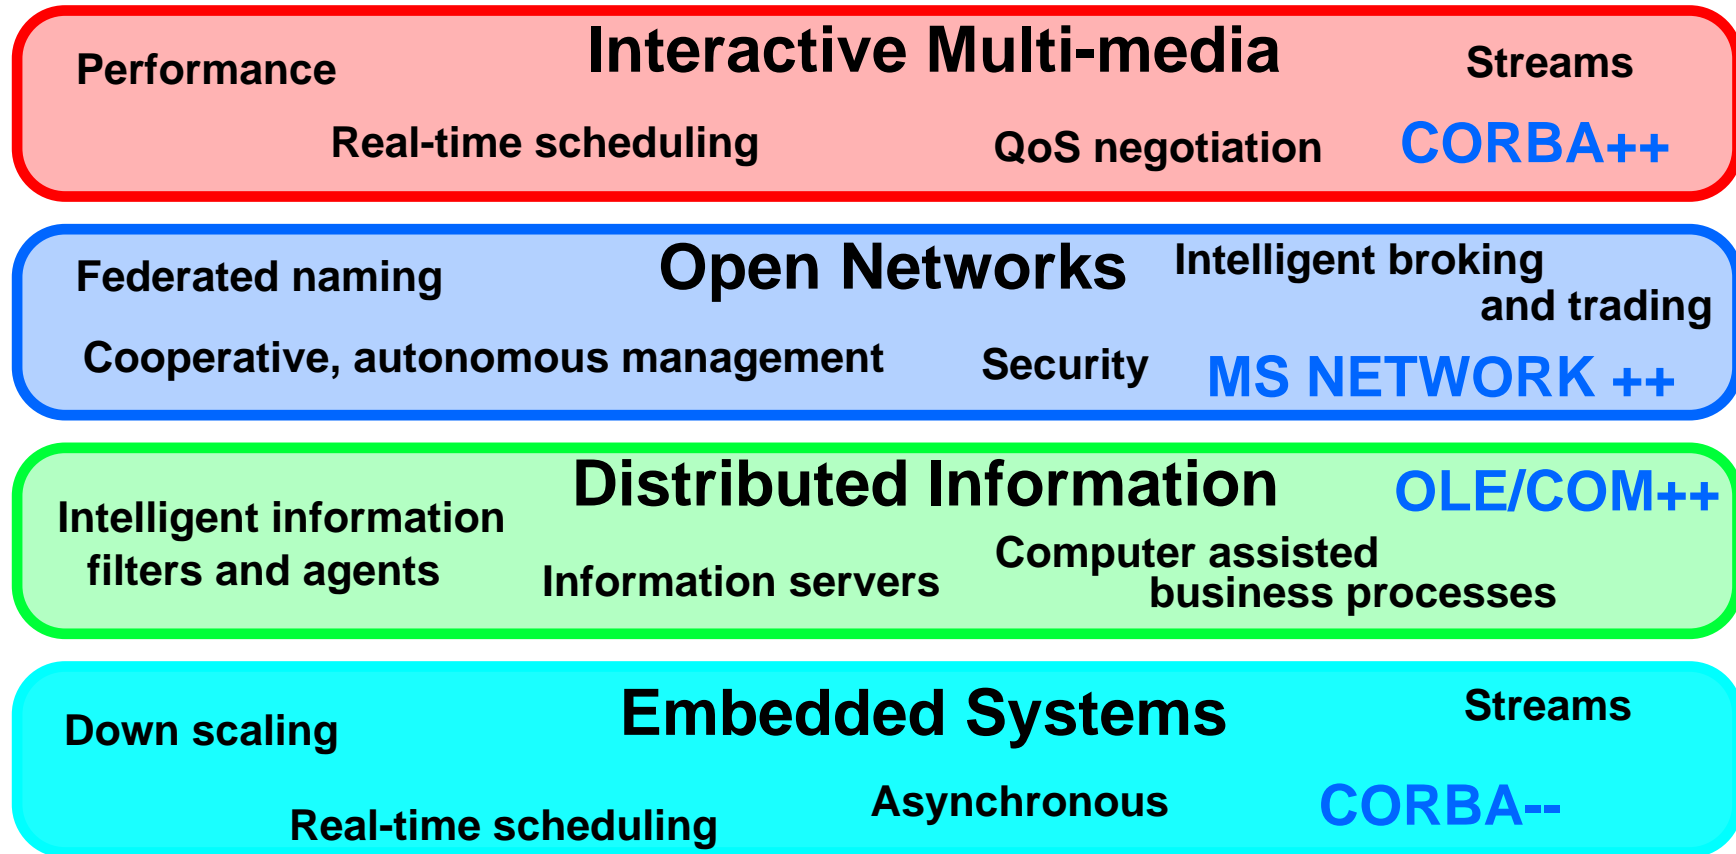 Interactive Multi-media
Performance
Streams
Real-time scheduling
QoS negotiation
CORBA++
Open Networks
Federated naming
Intelligent broking
and trading
Cooperative, autonomous management
Security
MS NETWORK ++
Distributed Information
OLE/COM++
Intelligent information
filters and agents
Information servers
Computer assisted
business processes
Embedded Systems
Down scaling
Streams
Real-time scheduling
Asynchronous
CORBA--